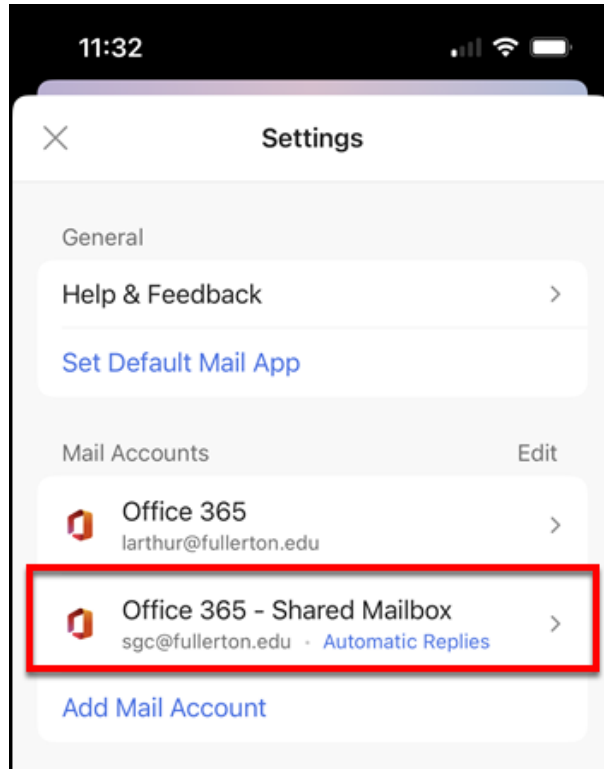 11:32
Settings
General
Help & Feedback
Set Default Mail App
Mail Accounts Edit
Office 365
larthur@fullerton.edu
Office 365 - Shared Mailbox
sgc@fullerton.edu · Automatic Replies
Add Mail Account